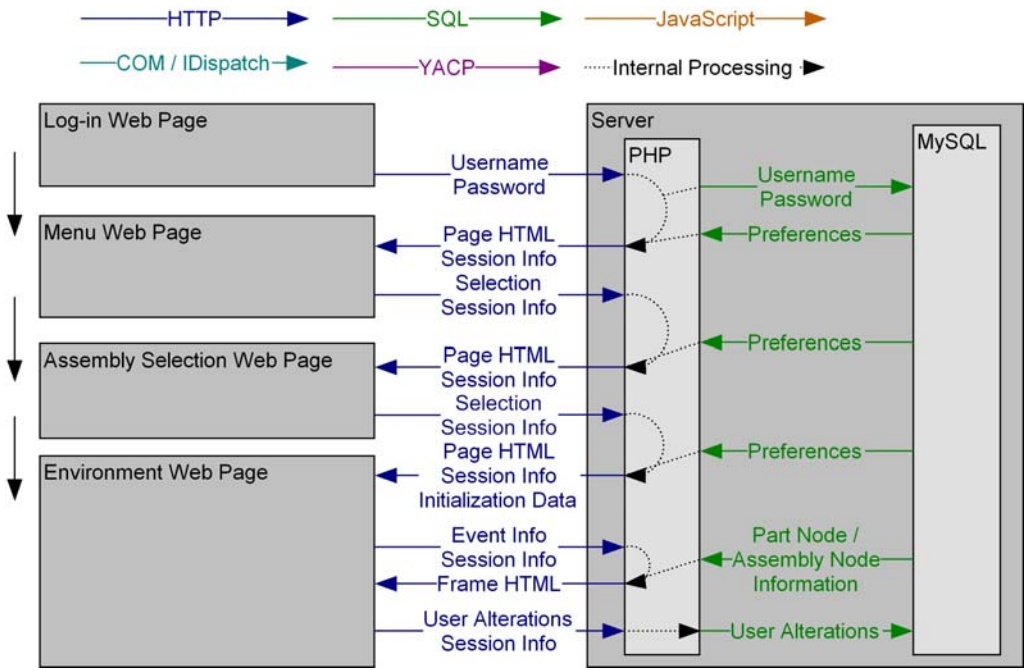 HTTP
SQL
JavaScript
COM / IDispatch
YACP
Internal Processing
Log-in Web Page
Server
PHP
MySQL
Username
Password
Username
Password
Menu Web Page
Page HTML
Session Info
Preferences
Selection
Session Info
Assembly Selection Web Page
Page HTML
Session Info
Preferences
Selection
Session Info
Environment Web Page
Page HTML
Session Info
Initialization Data
Preferences
Event Info
Session Info
Frame HTML
Part Node /
Assembly Node
Information
User Alterations
Session Info
User Alterations